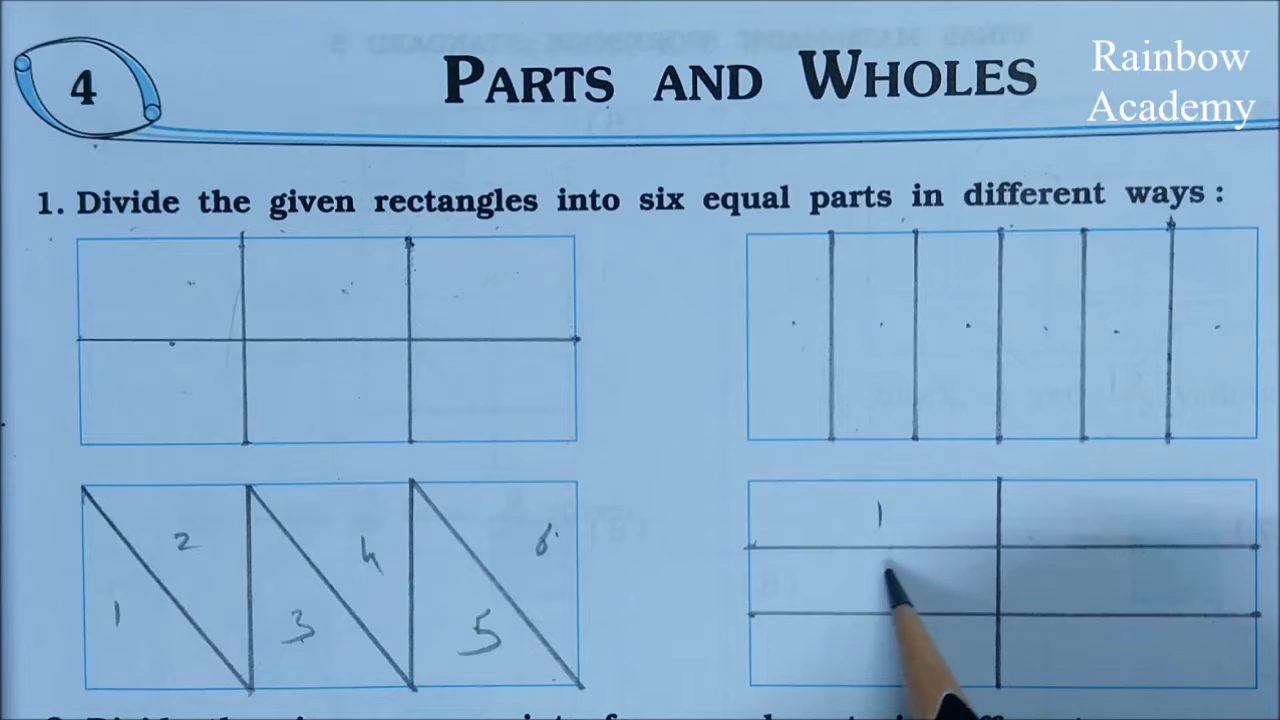 4
PARTS AND WHOLES
Rainbow
Academy
1. Divide the given rectangles into six equal parts in different ways :
1 2 3 4 5 6
1